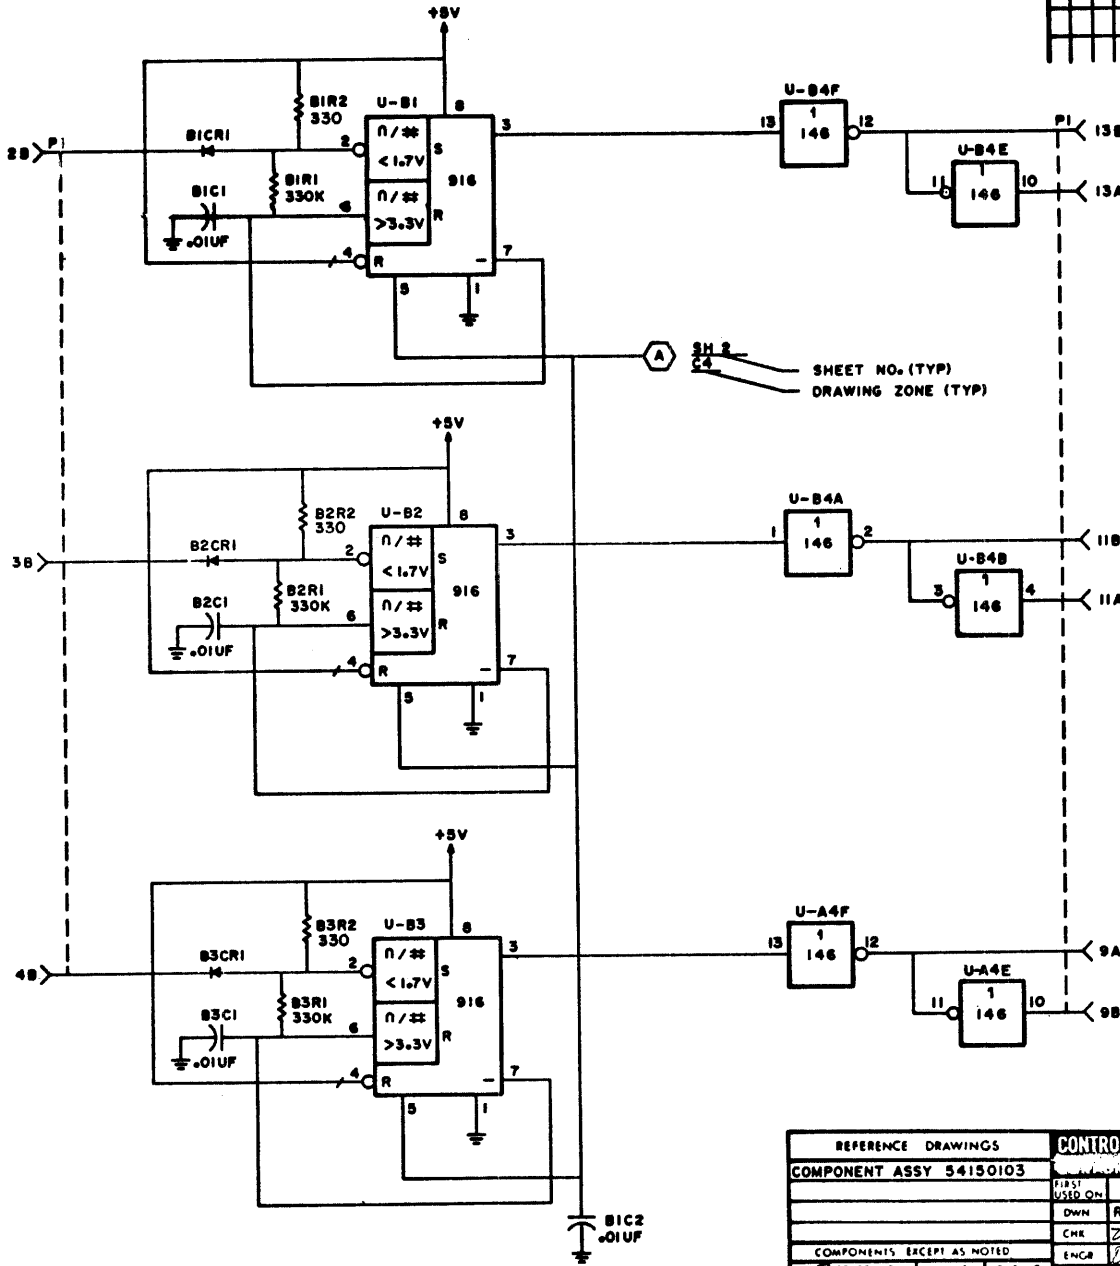 +5V
B1R2
330
U-B1
8
3
U-B4F
13
1
146
12
P1
13B
2B
P1
B1CR1
2
n/#
<1.7V
S
916
U-B4E
11
1
146
10
13A
B1R1
330K
B1C1
.01UF
6
n/#
>3.3V
R
4
R
7
5
1
A
SH 2
C4
SHEET NO. (TYP)
DRAWING ZONE (TYP)
+5V
B2R2
330
U-B2
8
3
U-B4A
1
1
146
2
11B
3B
B2CR1
2
n/#
<1.7V
S
916
U-B4B
3
1
146
4
11A
B2R1
330K
B2C1
.01UF
6
n/#
>3.3V
R
4
R
7
5
1
+5V
B3R2
330
U-B3
8
3
U-A4F
13
1
146
12
9A
4B
B3CR1
2
n/#
<1.7V
S
916
U-A4E
11
1
146
10
9B
B3R1
330K
B3C1
.01UF
6
n/#
>3.3V
R
4
R
7
5
1
B1C2
.01UF
REFERENCE DRAWINGS
CONTRO
COMPONENT ASSY 54150103
FIRST
USED ON
DWN
R
CHK
COMPONENTS EXCEPT AS NOTED
ENGR